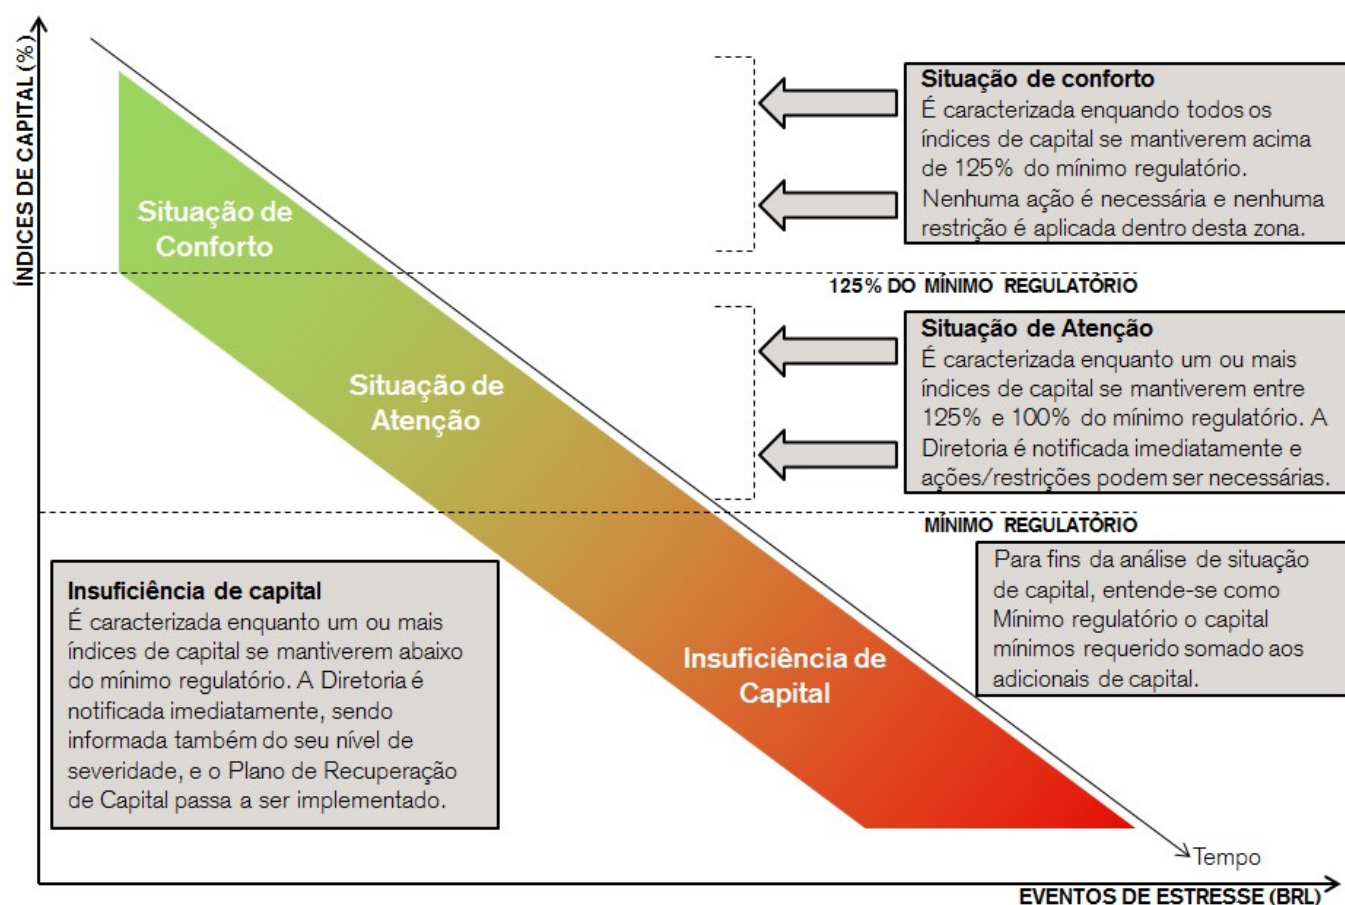 ÍNDICES DE CAPITAL (%)
Situação de conforto
É caracterizada enquando todos os
índices de capital se mantiverem acima
de 125% do mínimo regulatório.
Nenhuma ação é necessária e nenhuma
restrição é aplicada dentro desta zona.
Situação de
Conforto
125% DO MÍNIMO REGULATÓRIO
Situação de Atenção
É caracterizada enquanto um ou mais
índices de capital se mantiverem entre
125% e 100% do mínimo regulatório. A
Diretoria é notificada imediatamente e
ações/restrições podem ser necessárias.
Situação de
Atenção
MÍNIMO REGULATÓRIO
Para fins da análise de situação
de capital, entende-se como
Mínimo regulatório o capital
mínimos requerido somado aos
adicionais de capital.
Insuficiência de capital
É caracterizada enquanto um ou mais
índices de capital se mantiverem abaixo
do mínimo regulatório. A Diretoria é
notificada imediatamente, sendo
informada também do seu nível de
severidade, e o Plano de Recuperação
de Capital passa a ser implementado.
Insuficiência de
Capital
Tempo
EVENTOS DE ESTRESSE (BRL)